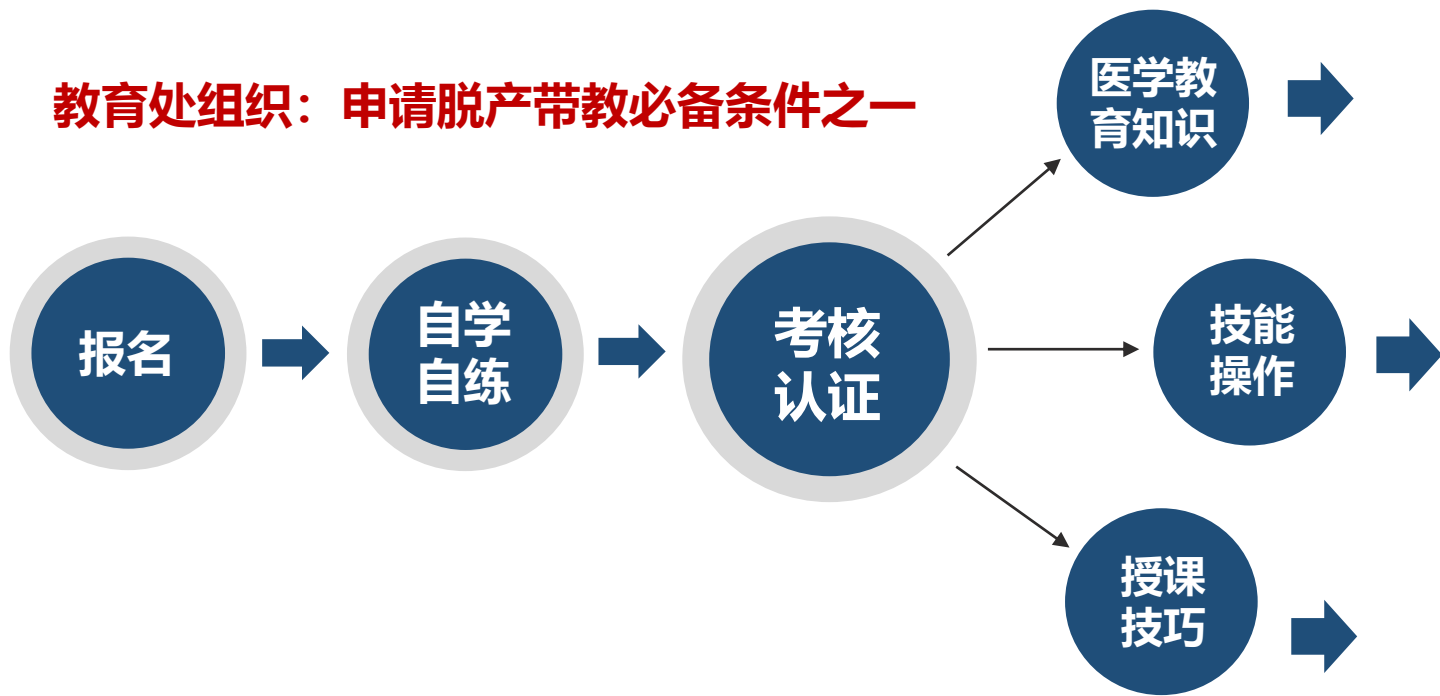 教育处组织：申请脱产带教必备条件之一
报名
自学
自练
考核
认证
医学教
育知识
技能
操作
授课
技巧